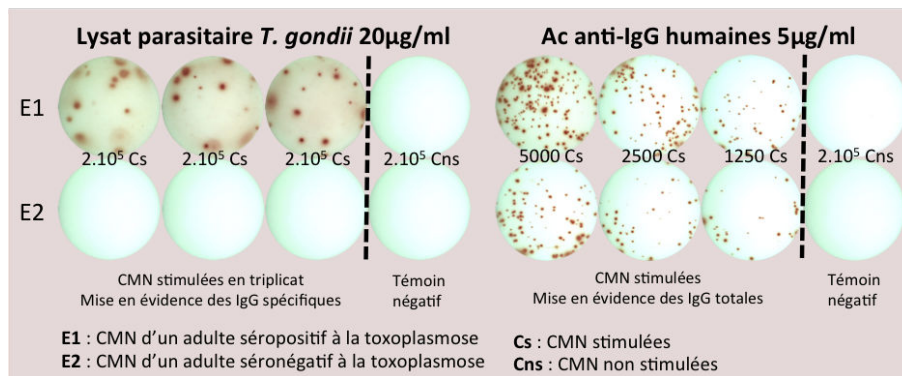 Lysat parasitaire T. gondii 20µg/ml
Ac anti-IgG humaines 5µg/ml
E1
2.10⁵ Cs 2.10⁵ Cs 2.10⁵ Cs 2.10⁵ Cns
5000 Cs 2500 Cs 1250 Cs 2.10⁵ Cns
E2
CMN stimulées en triplicat
Mise en évidence des IgG spécifiques
Témoin
négatif
CMN stimulées
Mise en évidence des IgG totales
Témoin
négatif
E1 : CMN d'un adulte séropositif à la toxoplasmose
E2 : CMN d'un adulte séronégatif à la toxoplasmose
Cs : CMN stimulées
Cns : CMN non stimulées